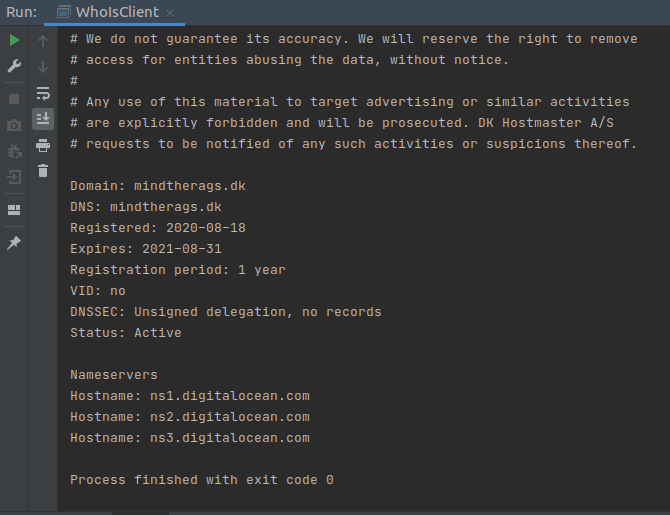 Run: WhoIsClient
# We do not guarantee its accuracy. We will reserve the right to remove
# access for entities abusing the data, without notice.
#
# Any use of this material to target advertising or similar activities
# are explicitly forbidden and will be prosecuted. DK Hostmaster A/S
# requests to be notified of any such activities or suspicions thereof.
Domain: mindtherags.dk
DNS: mindtherags.dk
Registered: 2020-08-18
Expires: 2021-08-31
Registration period: 1 year
VID: no
DNSSEC: Unsigned delegation, no records
Status: Active
Nameservers
Hostname: ns1.digitalocean.com
Hostname: ns2.digitalocean.com
Hostname: ns3.digitalocean.com
Process finished with exit code 0